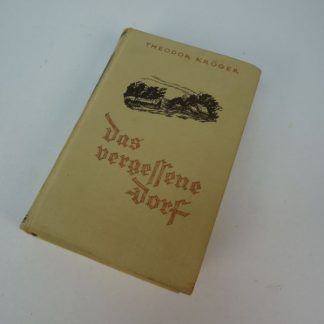 THEODOR KRÖGER
das
vergessene
Dorf